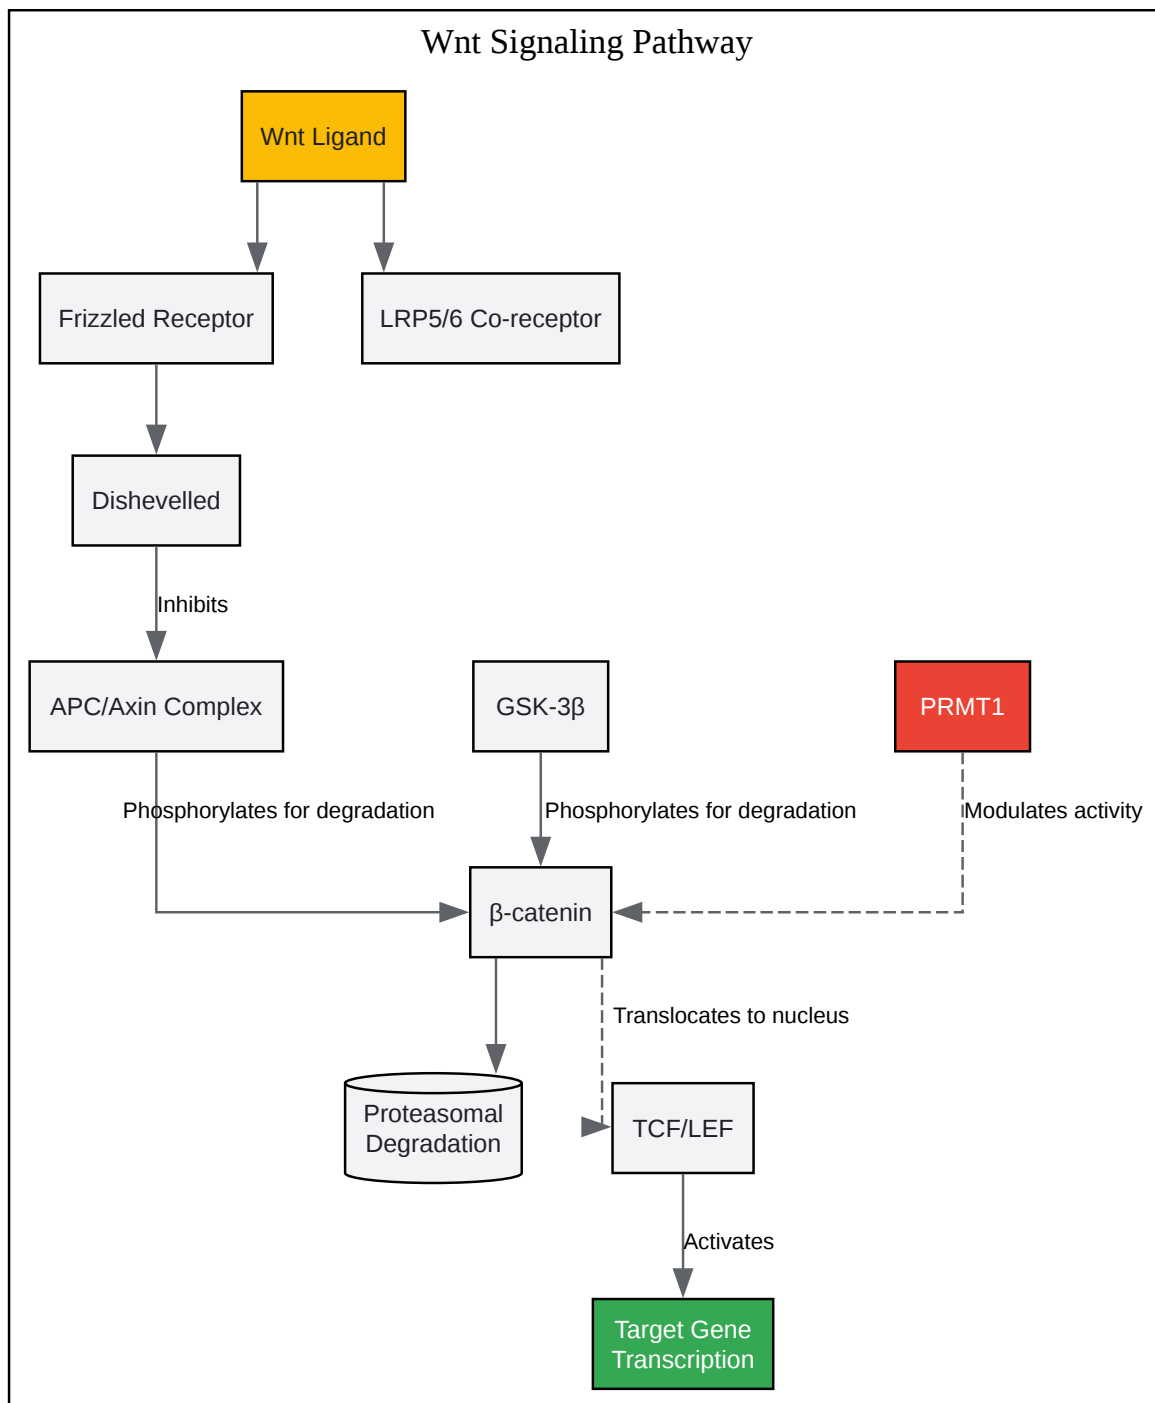 Wnt Signaling Pathway
Wnt Ligand
Frizzled Receptor
LRP5/6 Co-receptor
Dishevelled
Inhibits
APC/Axin Complex
GSK-3β
PRMT1
Phosphorylates for degradation
Phosphorylates for degradation
Modulates activity
β-catenin
Translocates to nucleus
Proteasomal
Degradation
TCF/LEF
Activates
Target Gene
Transcription